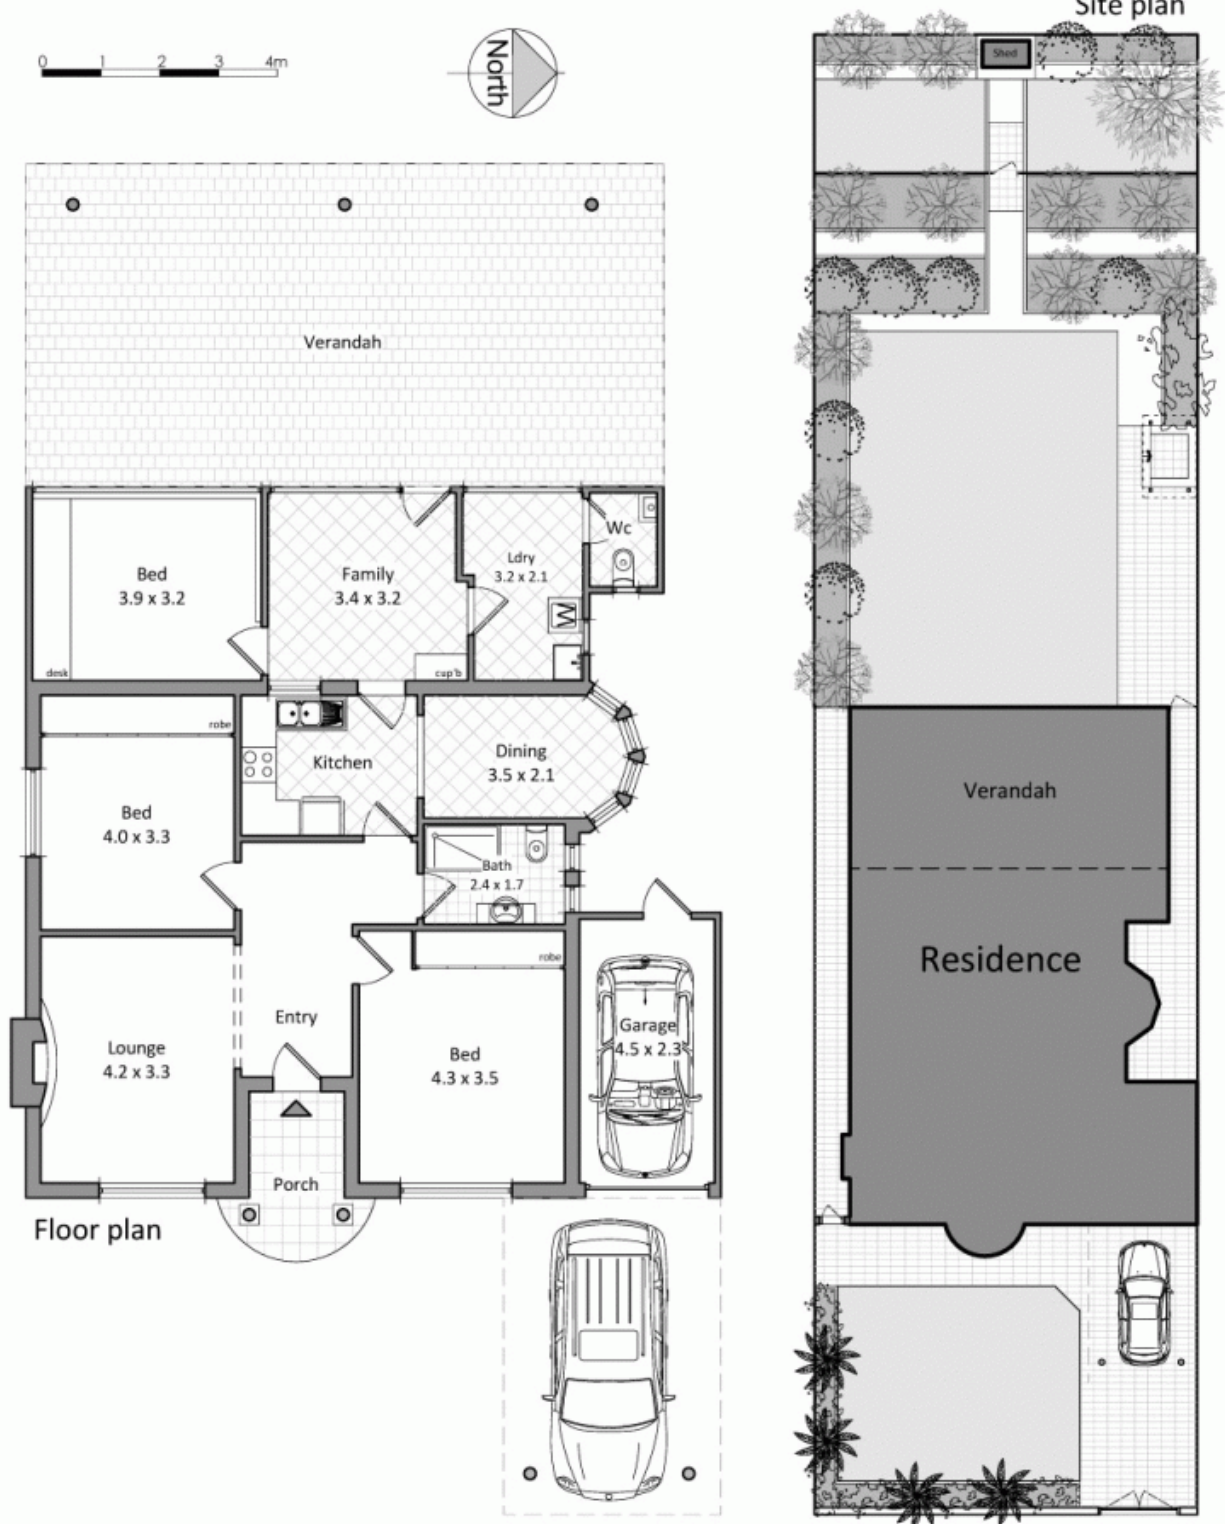 Site plan
0 1 2 3 4m
North
Shed
Verandah
Bed
3.9 x 3.2
desk
Family
3.4 x 3.2
cup'b
Ldry
3.2 x 2.1
W
Wc
robe
Bed
4.0 x 3.3
Kitchen
Dining
3.5 x 2.1
Bath
2.4 x 1.7
Lounge
4.2 x 3.3
Entry
robe
Bed
4.3 x 3.5
Garage
4.5 x 2.3
Porch
Floor plan
Verandah
Residence